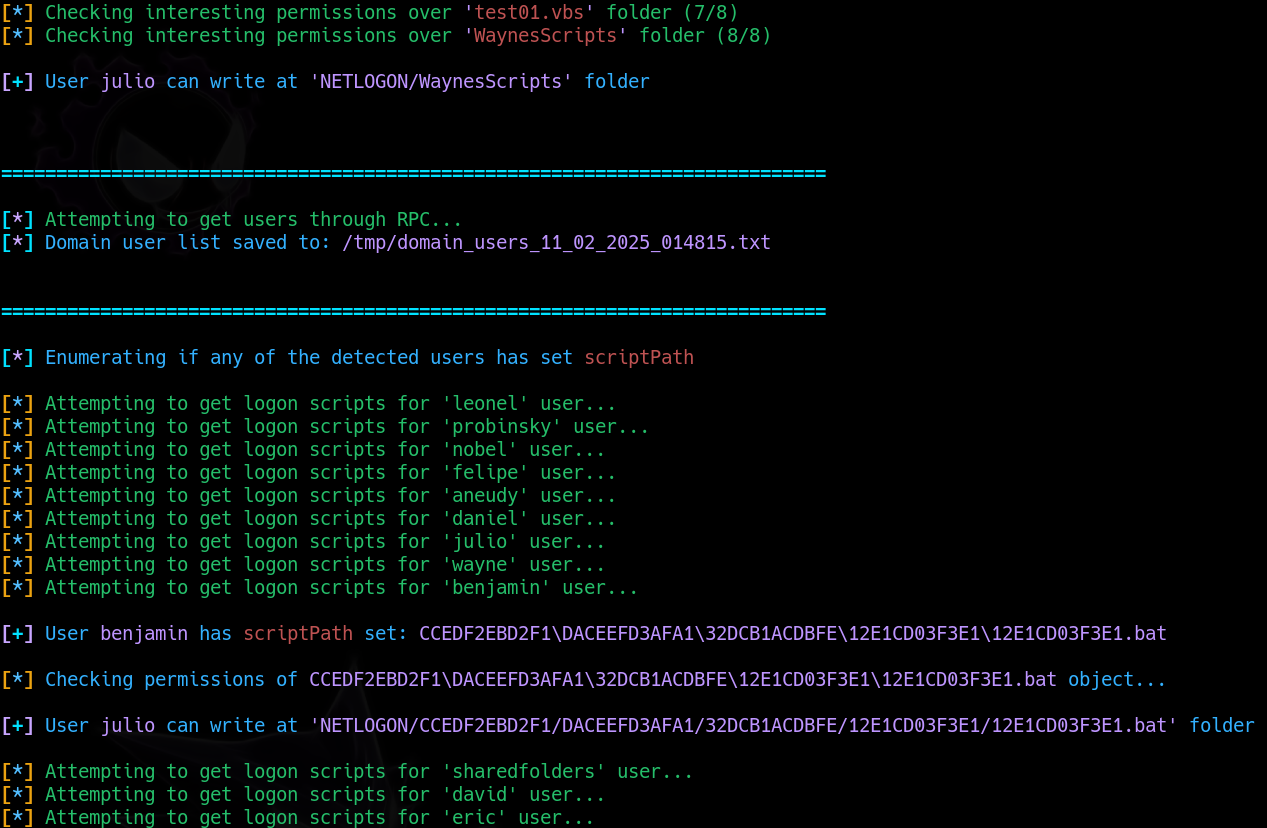 [*] Checking interesting permissions over 'test01.vbs' folder (7/8)
[*] Checking interesting permissions over 'WaynesScripts' folder (8/8)
[+] User julio can write at 'NETLOGON/WaynesScripts' folder
===========================================================================
[*] Attempting to get users through RPC...
[*] Domain user list saved to: /tmp/domain_users_11_02_2025_014815.txt
===========================================================================
[*] Enumerating if any of the detected users has set scriptPath
[*] Attempting to get logon scripts for 'leonel' user...
[*] Attempting to get logon scripts for 'probinsky' user...
[*] Attempting to get logon scripts for 'nobel' user...
[*] Attempting to get logon scripts for 'felipe' user...
[*] Attempting to get logon scripts for 'aneudy' user...
[*] Attempting to get logon scripts for 'daniel' user...
[*] Attempting to get logon scripts for 'julio' user...
[*] Attempting to get logon scripts for 'wayne' user...
[*] Attempting to get logon scripts for 'benjamin' user...
[+] User benjamin has scriptPath set: CCEDF2EBD2F1\DACEEFD3AFA1\32DCB1ACDBFE\12E1CD03F3E1\12E1CD03F3E1.bat
[*] Checking permissions of CCEDF2EBD2F1\DACEEFD3AFA1\32DCB1ACDBFE\12E1CD03F3E1\12E1CD03F3E1.bat object...
[+] User julio can write at 'NETLOGON/CCEDF2EBD2F1/DACEEFD3AFA1/32DCB1ACDBFE/12E1CD03F3E1/12E1CD03F3E1.bat' folder
[*] Attempting to get logon scripts for 'sharedfolders' user...
[*] Attempting to get logon scripts for 'david' user...
[*] Attempting to get logon scripts for 'eric' user...